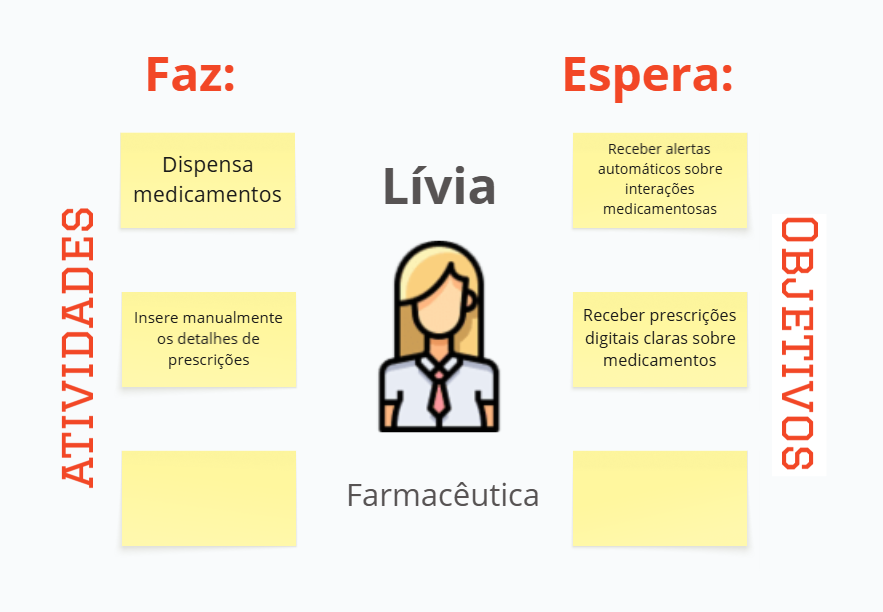 Faz:
Espera:
ATIVIDADES
Dispensa
medicamentos
Insere manualmente
os detalhes de
prescrições
Lívia
Farmacêutica
Receber alertas
automáticos sobre
interações
medicamentosas
Receber prescrições
digitais claras sobre
medicamentos
OBJETIVOS